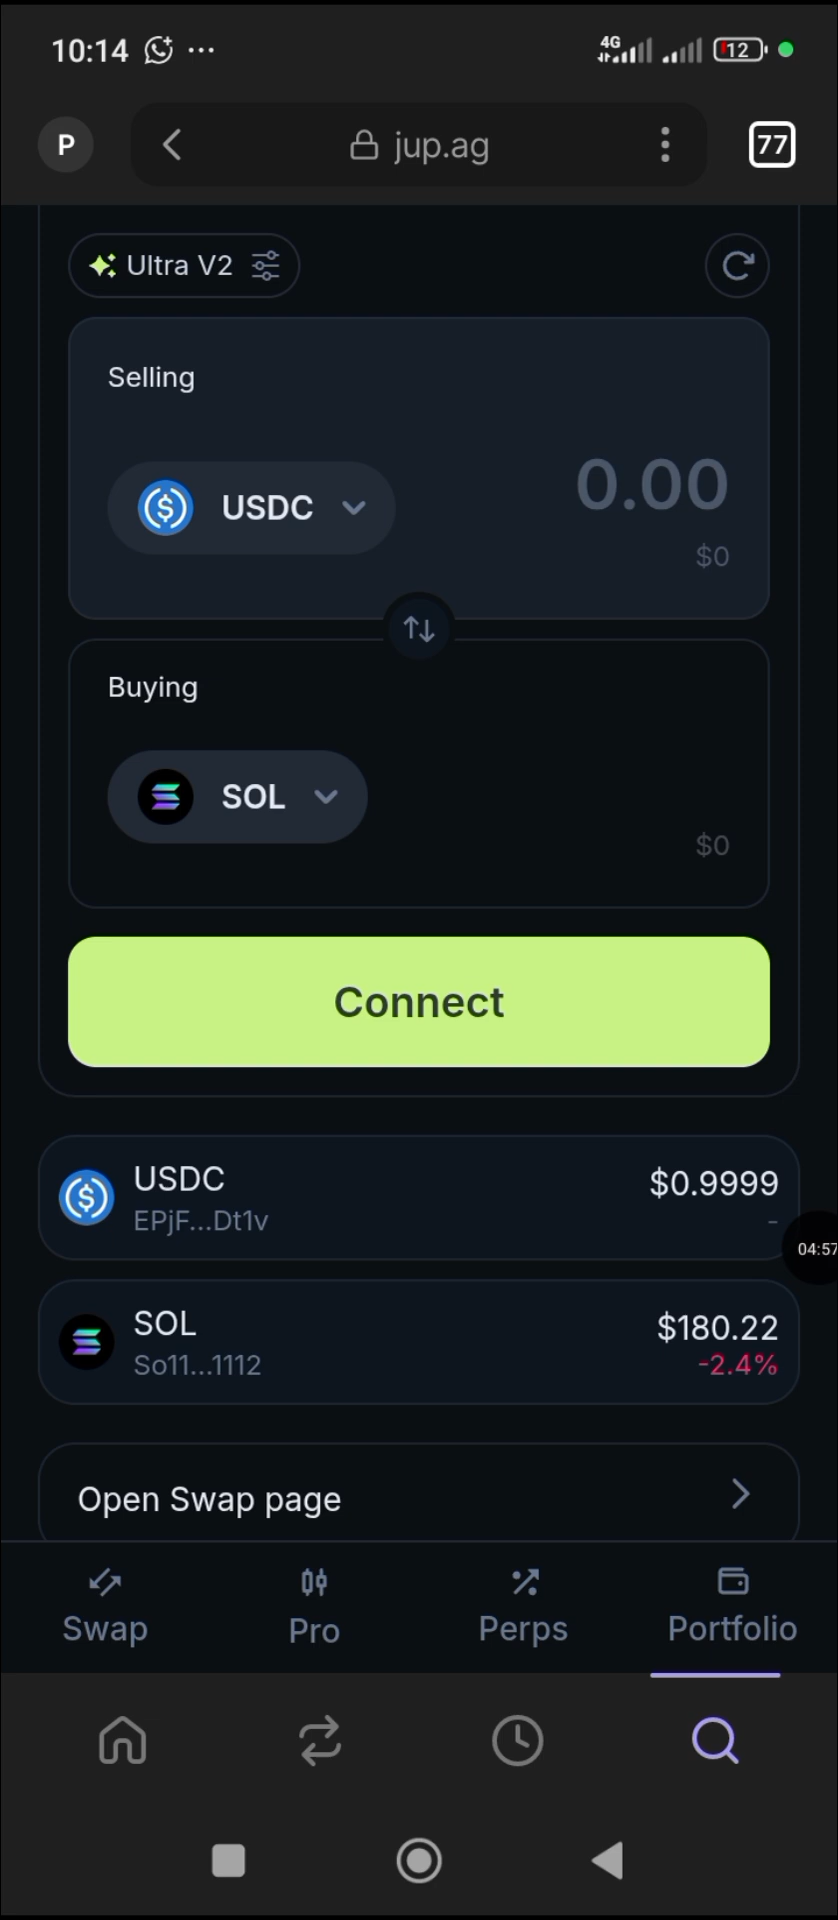 10:14
4G
12
P
jup.ag
77
Ultra V2
Selling
USDC
0.00
$0
Buying
SOL
$0
Connect
USDC
$0.9999
EPjF...Dt1v
-
04:57
SOL
$180.22
So11...1112
-2.4%
Open Swap page
Swap
Pro
Perps
Portfolio